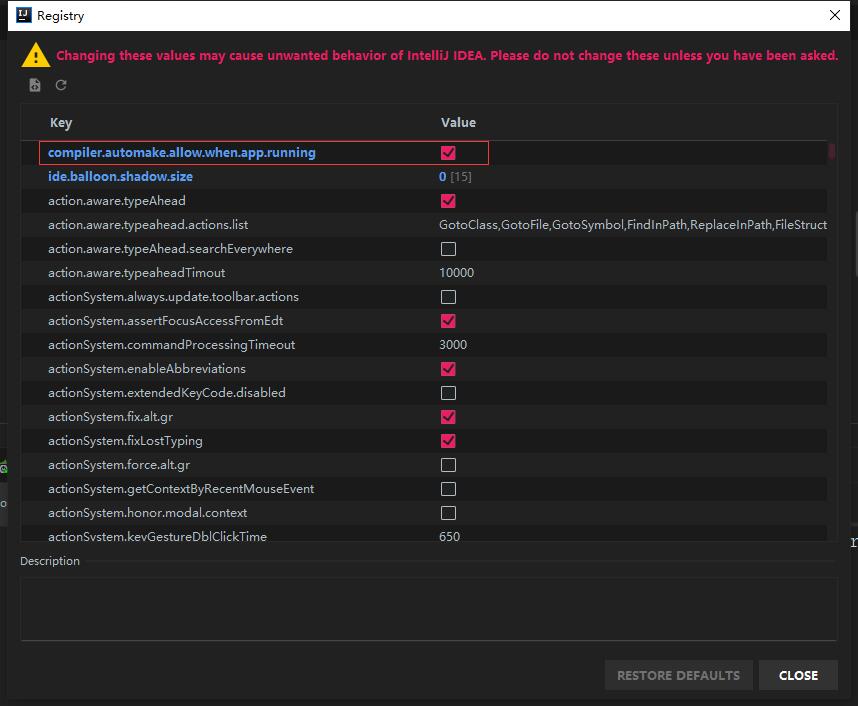 Registry
Changing these values may cause unwanted behavior of IntelliJ IDEA. Please do not change these unless you have been asked.
Key Value
compiler.automake.allow.when.app.running
ide.balloon.shadow.size 0 [15]
action.aware.typeAhead
action.aware.typeahead.actions.list GotoClass,GotoFile,GotoSymbol,FindInPath,ReplaceInPath,FileStruct
action.aware.typeAhead.searchEverywhere
action.aware.typeaheadTimout 10000
actionSystem.always.update.toolbar.actions
actionSystem.assertFocusAccessFromEdt
actionSystem.commandProcessingTimeout 3000
actionSystem.enableAbbreviations
actionSystem.extendedKeyCode.disabled
actionSystem.fix.alt.gr
actionSystem.fixLostTyping
actionSystem.force.alt.gr
actionSystem.getContextByRecentMouseEvent
actionSystem.honor.modal.context
actionSystem.keyGestureDblClickTime 650
Description
RESTORE DEFAULTS CLOSE